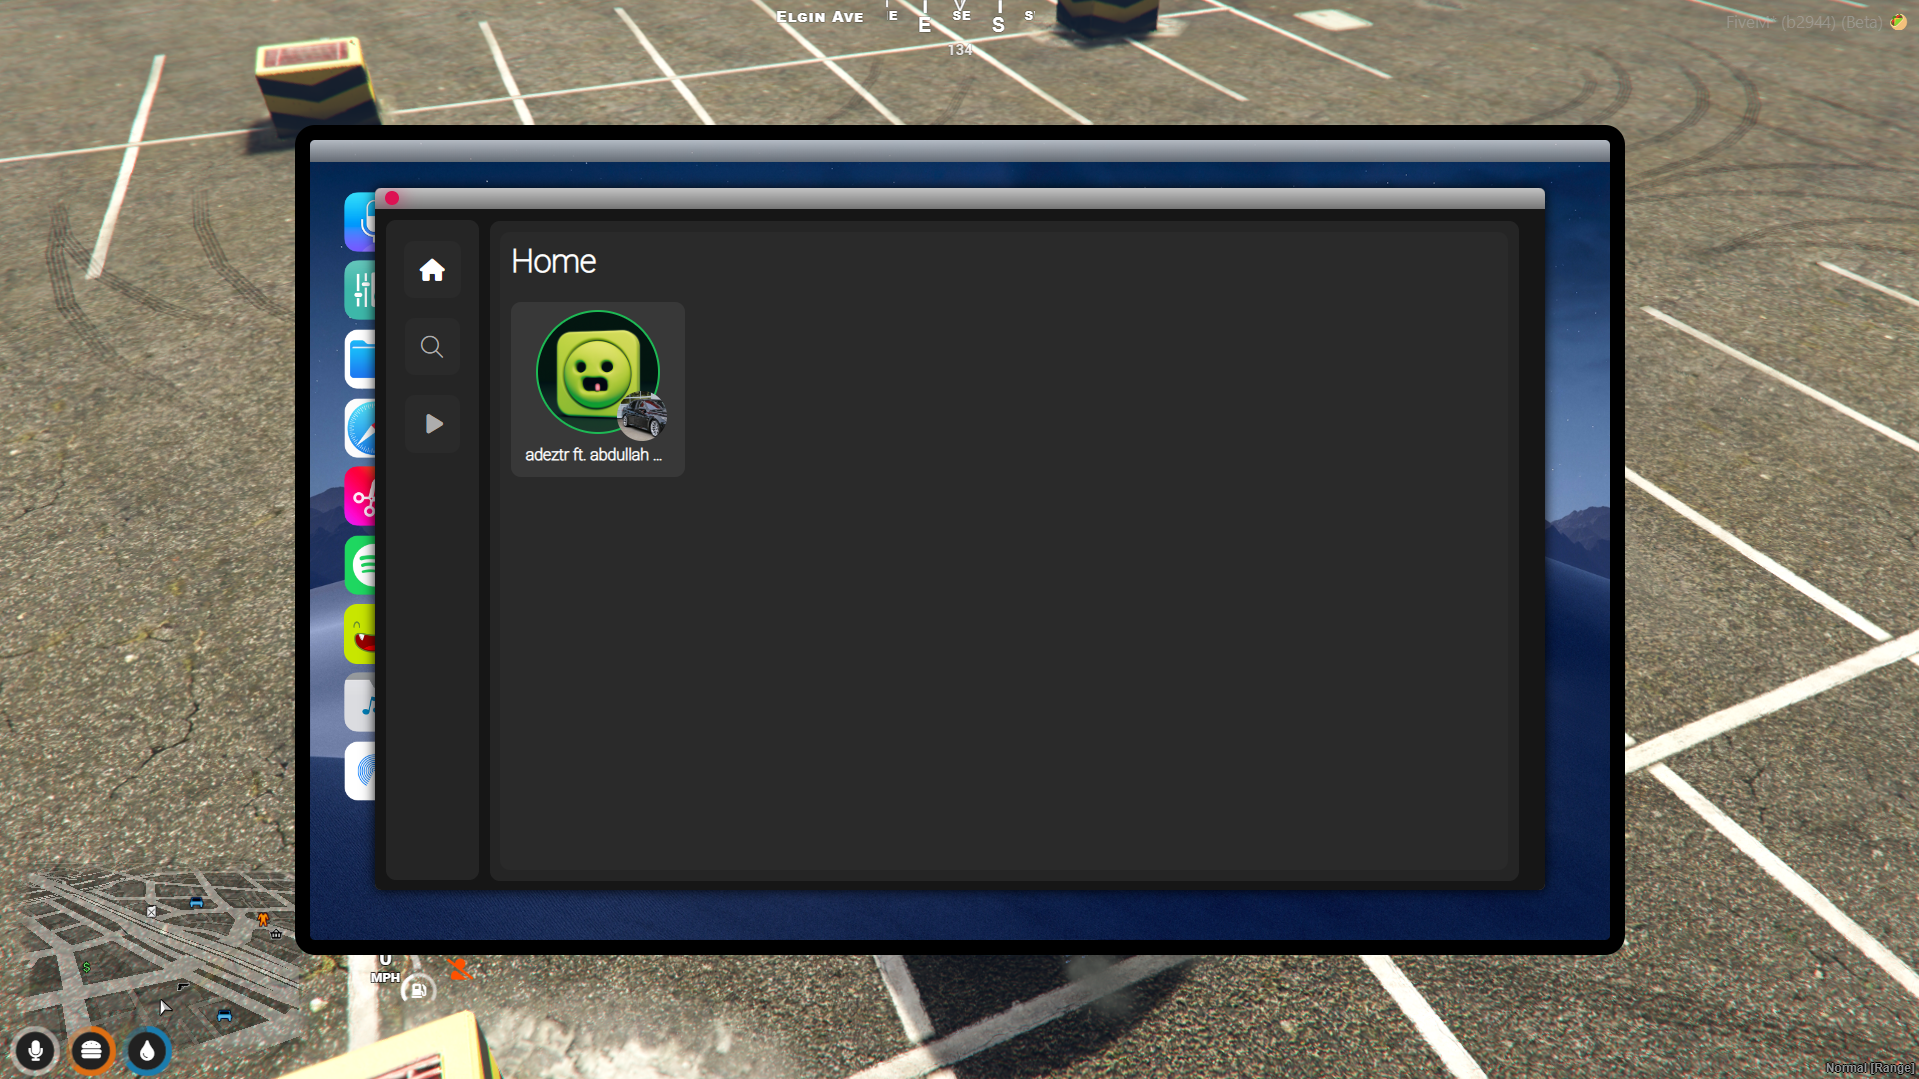 ELGIN AVE
E
E
SE
S
S
134
FiveM® (b2944) (Beta)
Home
adeztr ft. abdullah ...
0
MPH
Normal [Range]